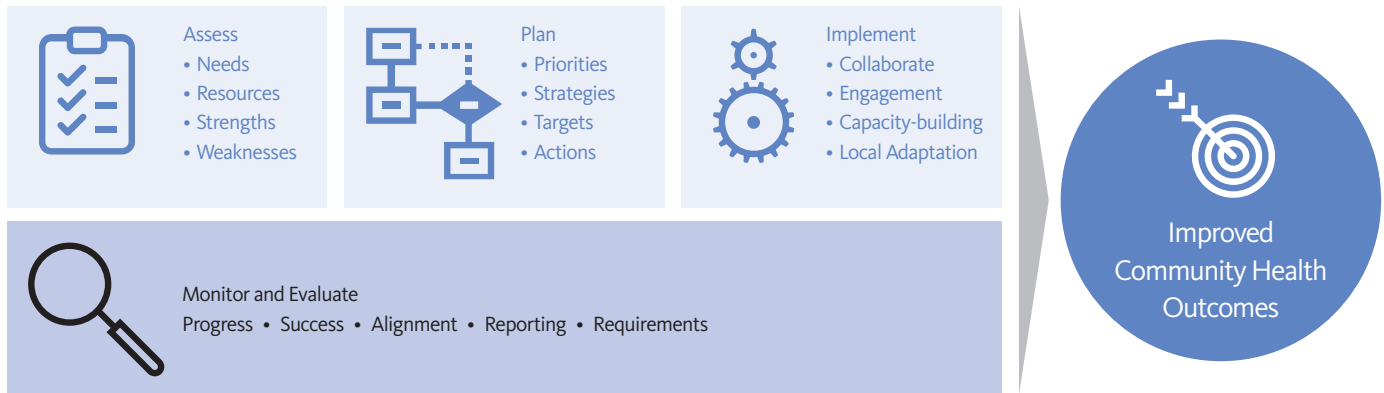 Assess
• Needs
• Resources
• Strengths
• Weaknesses
Plan
• Priorities
• Strategies
• Targets
• Actions
Implement
• Collaborate
• Engagement
• Capacity-building
• Local Adaptation
Monitor and Evaluate
Progress • Success • Alignment • Reporting • Requirements
Improved
Community Health
Outcomes